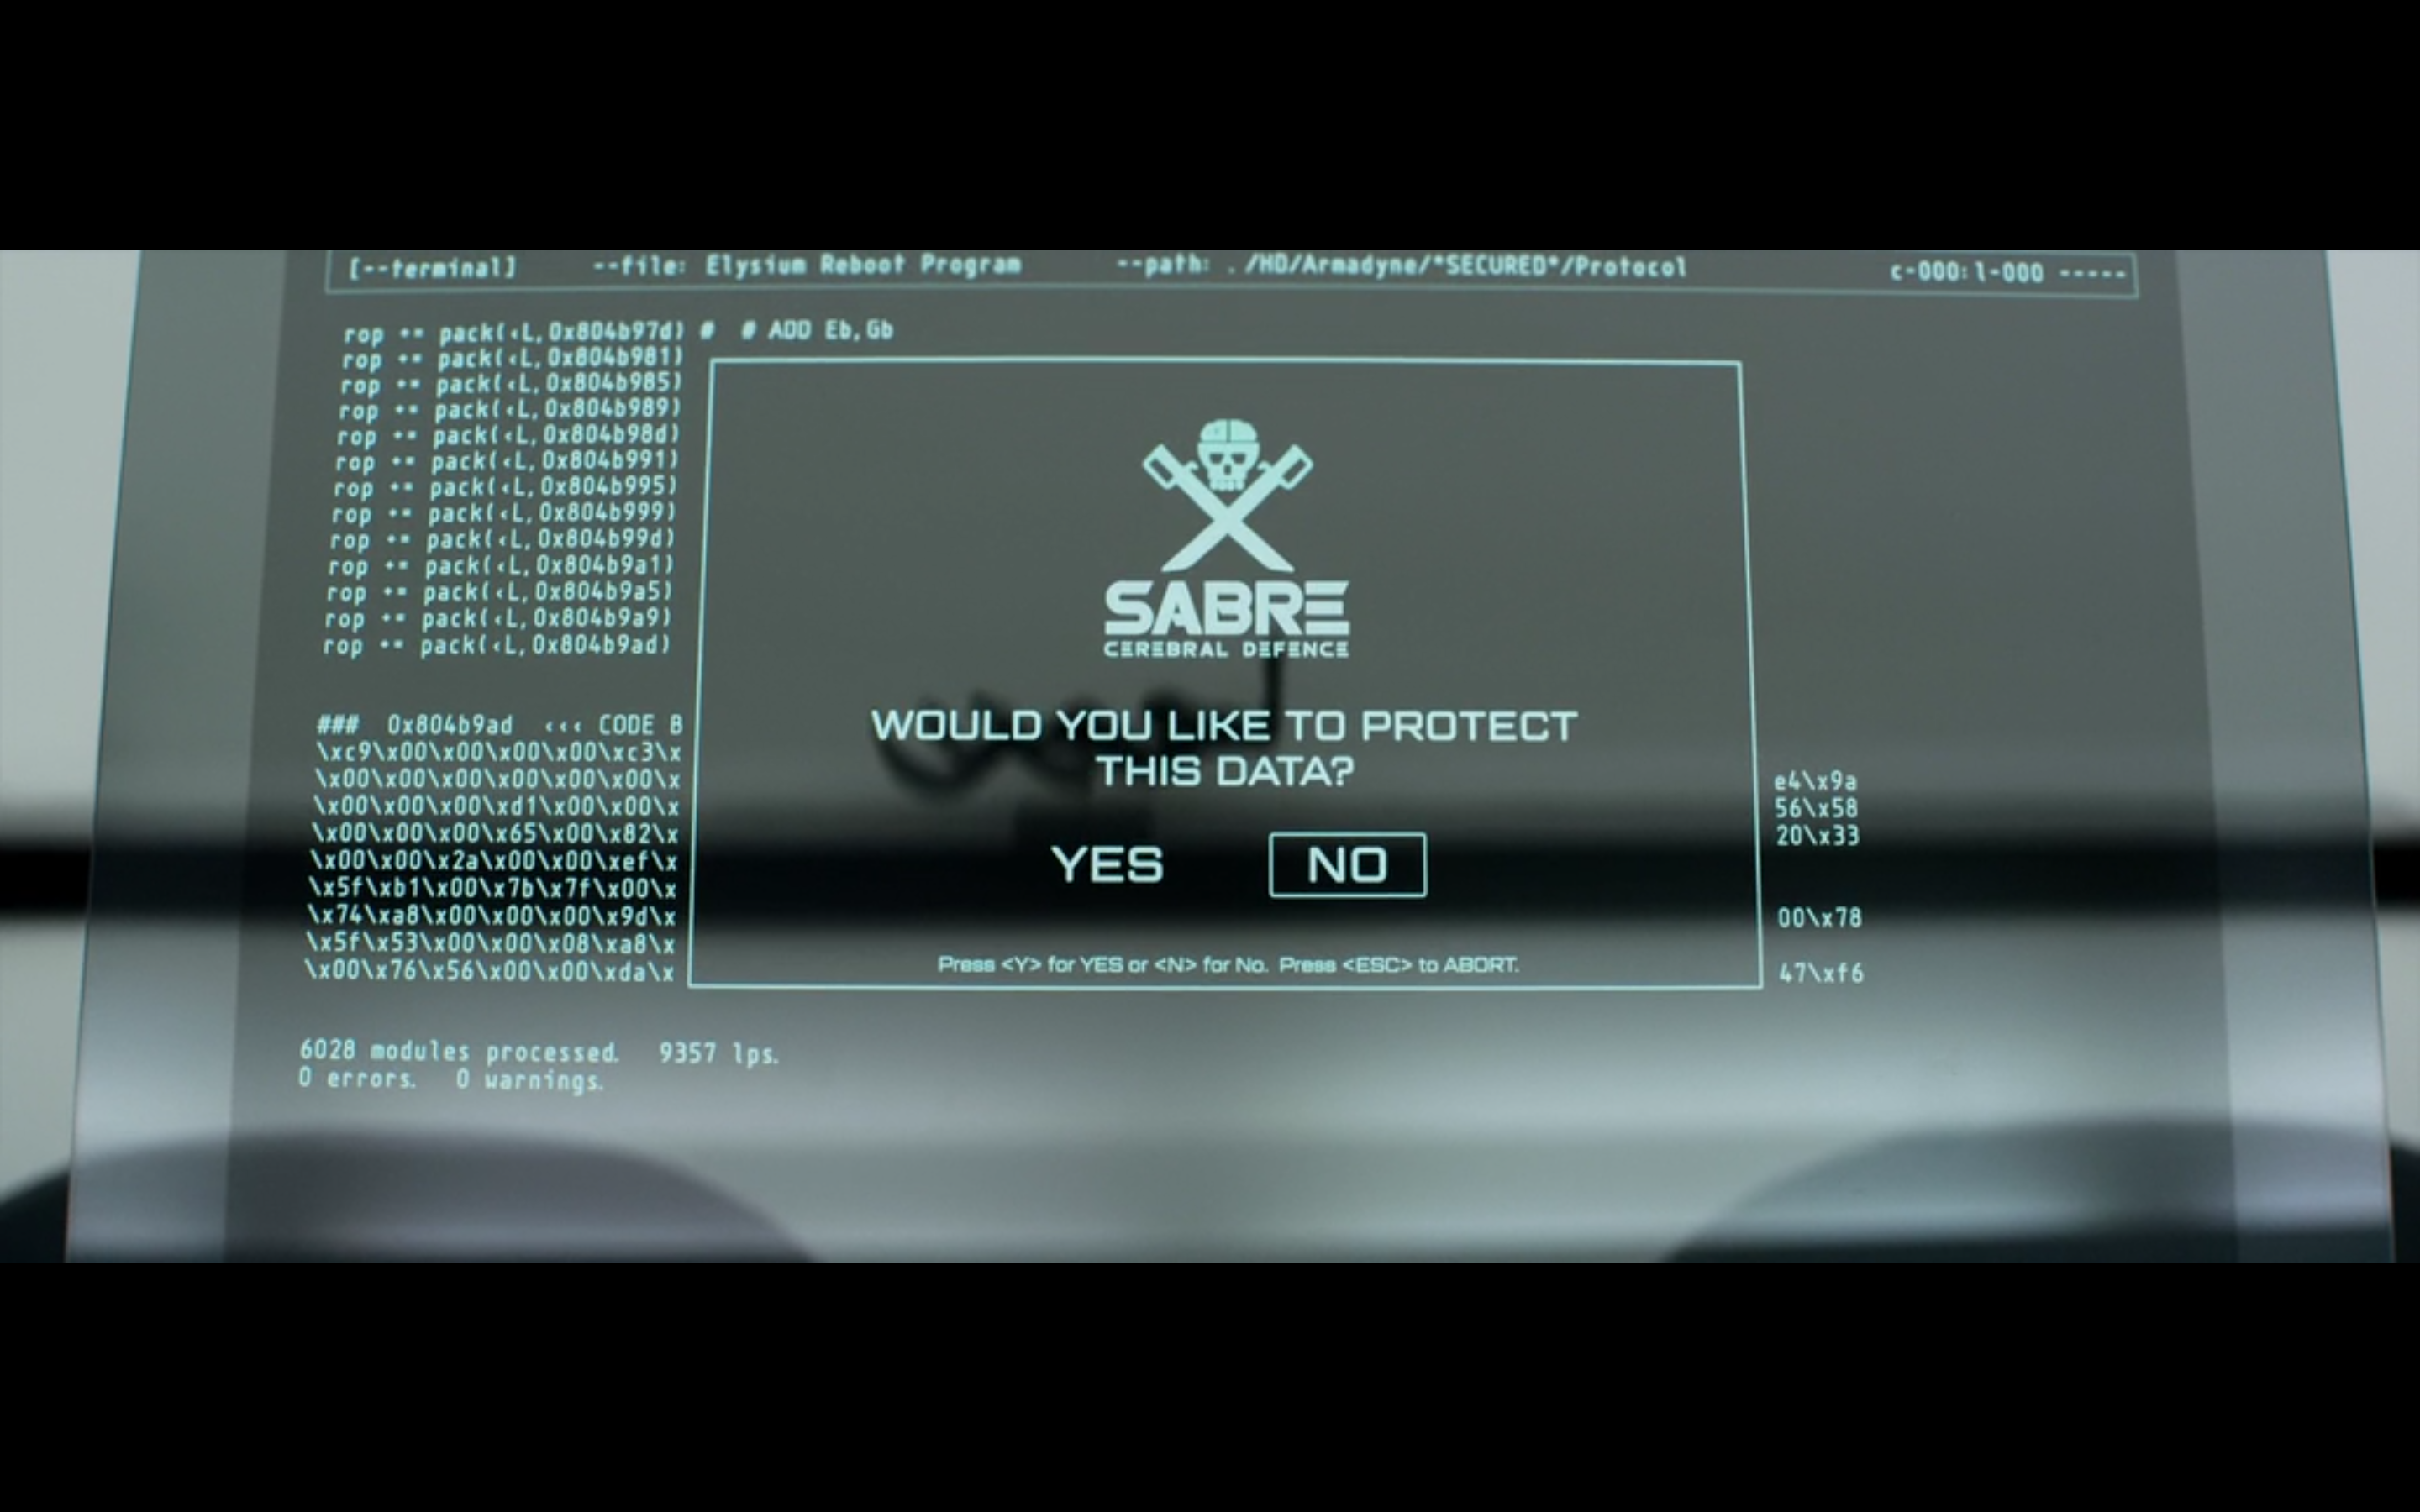 [--terminal] --file: Elysium Reboot Program --path: ./HD/Armadyne/*SECURED*/Protocol c-000:l-000 -----
rop += pack(‹L,0x804b97d) # # ADD Eb,Gb
rop += pack(‹L,0x804b981)
rop += pack(‹L,0x804b985)
rop += pack(‹L,0x804b989)
rop += pack(‹L,0x804b98d)
rop += pack(‹L,0x804b991)
rop += pack(‹L,0x804b995)
rop += pack(‹L,0x804b999)
rop += pack(‹L,0x804b99d)
rop += pack(‹L,0x804b9a1)
rop += pack(‹L,0x804b9a5)
rop += pack(‹L,0x804b9a9)
rop += pack(‹L,0x804b9ad)
### 0x804b9ad ‹‹‹ CODE B
\xc9\x00\x00\x00\x00\xc3\x
\x00\x00\x00\x00\x00\x00\x
\x00\x00\x00\xd1\x00\x00\x
\x00\x00\x00\x65\x00\x82\x
\x00\x00\x2a\x00\x00\xef\x
\x5f\xb1\x00\x7b\x7f\x00\x
\x74\xa8\x00\x00\x00\x9d\x
\x5f\x53\x00\x00\x08\xa8\x
\x00\x76\x56\x00\x00\xda\x
SABRE
CEREBRAL DEFENCE
WOULD YOU LIKE TO PROTECT
THIS DATA?
YES NO
Press <Y> for YES or <N> for No. Press <ESC> to ABORT.
e4\x9a
56\x58
20\x33
00\x78
47\xf6
6028 modules processed. 9357 lps.
0 errors. 0 warnings.